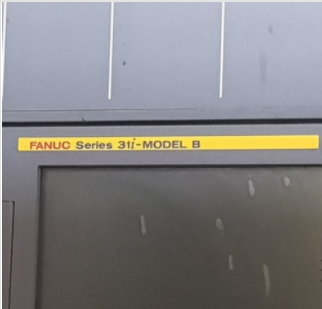 FANUC Series 31i-MODEL B